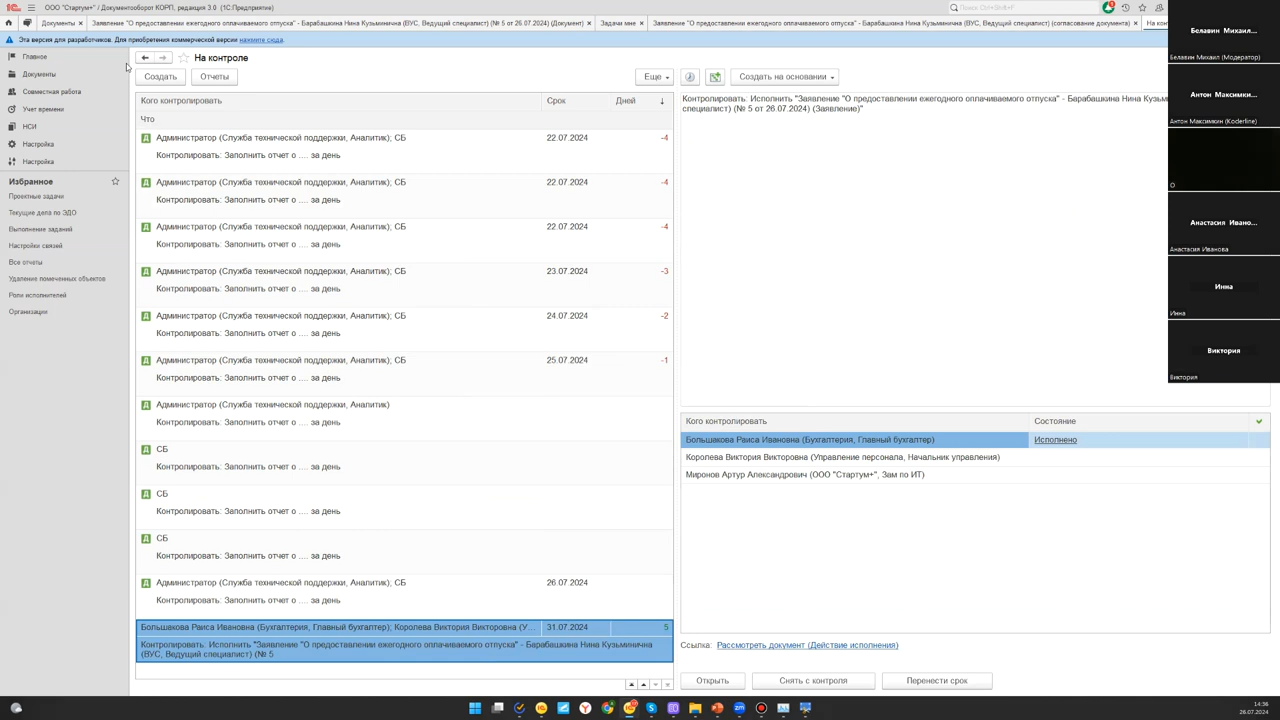 ООО "Стартум+" / Документооборот КОРП, редакция 3.0 (1С:Предприятие)
Поиск Ctrl+Shift+F
Документы ×
Заявление "О предоставлении ежегодного оплачиваемого отпуска" - Барабашкина Нина Кузьминична (ВУС, Ведущий специалист) (№ 5 от 26.07.2024) (Документ) ×
Задачи мне ×
Заявление "О предоставлении ежегодного оплачиваемого отпуска" - Барабашкина Нина Кузьминична (ВУС, Ведущий специалист) (согласование документа) ×
На кон
Эта версия для разработчиков. Для приобретения коммерческой версии нажмите сюда.
Главное
Документы
Совместная работа
Учет времени
НСИ
Настройка
Настройка
Избранное
Проектные задачи
Текущие дела по ЭДО
Выполнение заданий
Настройки связей
Все отчеты
Удаление помеченных объектов
Роли исполнителей
Организации
На контроле
Создать
Отчеты
Еще
Создать на основании
Кого контролировать Срок Дней ↓
Что
Администратор (Служба технической поддержки, Аналитик); СБ 22.07.2024 -4
Контролировать: Заполнить отчет о .... за день
Администратор (Служба технической поддержки, Аналитик); СБ 22.07.2024 -4
Контролировать: Заполнить отчет о .... за день
Администратор (Служба технической поддержки, Аналитик); СБ 22.07.2024 -4
Контролировать: Заполнить отчет о .... за день
Администратор (Служба технической поддержки, Аналитик); СБ 23.07.2024 -3
Контролировать: Заполнить отчет о .... за день
Администратор (Служба технической поддержки, Аналитик); СБ 24.07.2024 -2
Контролировать: Заполнить отчет о .... за день
Администратор (Служба технической поддержки, Аналитик); СБ 25.07.2024 -1
Контролировать: Заполнить отчет о .... за день
Администратор (Служба технической поддержки, Аналитик)
Контролировать: Заполнить отчет о .... за день
СБ
Контролировать: Заполнить отчет о .... за день
СБ
Контролировать: Заполнить отчет о .... за день
СБ
Контролировать: Заполнить отчет о .... за день
Администратор (Служба технической поддержки, Аналитик); СБ 26.07.2024
Контролировать: Заполнить отчет о .... за день
Большакова Раиса Ивановна (Бухгалтерия, Главный бухгалтер); Королева Виктория Викторовна (У... 31.07.2024 5
Контролировать: Исполнить "Заявление "О предоставлении ежегодного оплачиваемого отпуска" - Барабашкина Нина Кузьминична
(ВУС, Ведущий специалист) (№ 5
Контролировать: Исполнить "Заявление "О предоставлении ежегодного оплачиваемого отпуска" - Барабашкина Нина Кузьм
специалист) (№ 5 от 26.07.2024) (Заявление)"
Кого контролировать Состояние
Большакова Раиса Ивановна (Бухгалтерия, Главный бухгалтер) Исполнено
Королева Виктория Викторовна (Управление персонала, Начальник управления)
Миронов Артур Александрович (ООО "Стартум+", Зам по ИТ)
Ссылка: Рассмотреть документ (Действие исполнения)
Открыть
Снять с контроля
Перенести срок
Белавин Михаил...
Белавин Михаил (Модератор)
Антон Максимки...
Антон Максимкин (Koderline)
О
Анастасия Ивано...
Анастасия Иванова
Инна
Инна
Виктория
Виктория
14:36
26.07.2024